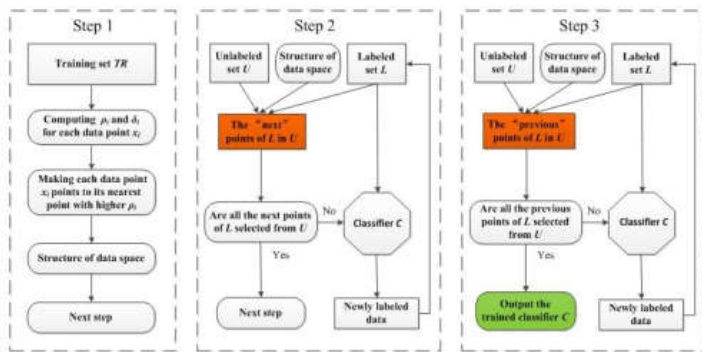 Step 1
Training set TR
Computing ρi and δi
for each data point xi
Making each data point
xi points to its nearest
point with higher ρi
Structure of data space
Next step
Step 2
Unlabeled
set U
Structure of
data space
Labeled
set L
The “next”
points of L in U
Are all the next points
of L selected from U
No
Classifier C
Yes
Next step
Newly labeled
data
Step 3
Unlabeled
set U
Structure of
data space
Labeled
set L
The “previous”
points of L in U
Are all the previous
points of L selected
from U
No
Classifier C
Yes
Output the
trained classifier C
Newly labeled
data